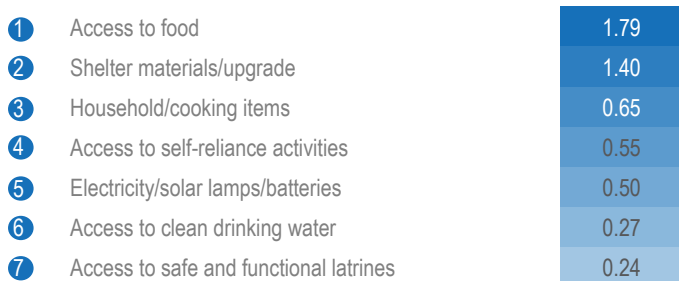 1 Access to food 1.79
2 Shelter materials/upgrade 1.40
3 Household/cooking items 0.65
4 Access to self-reliance activities 0.55
5 Electricity/solar lamps/batteries 0.50
6 Access to clean drinking water 0.27
7 Access to safe and functional latrines 0.24